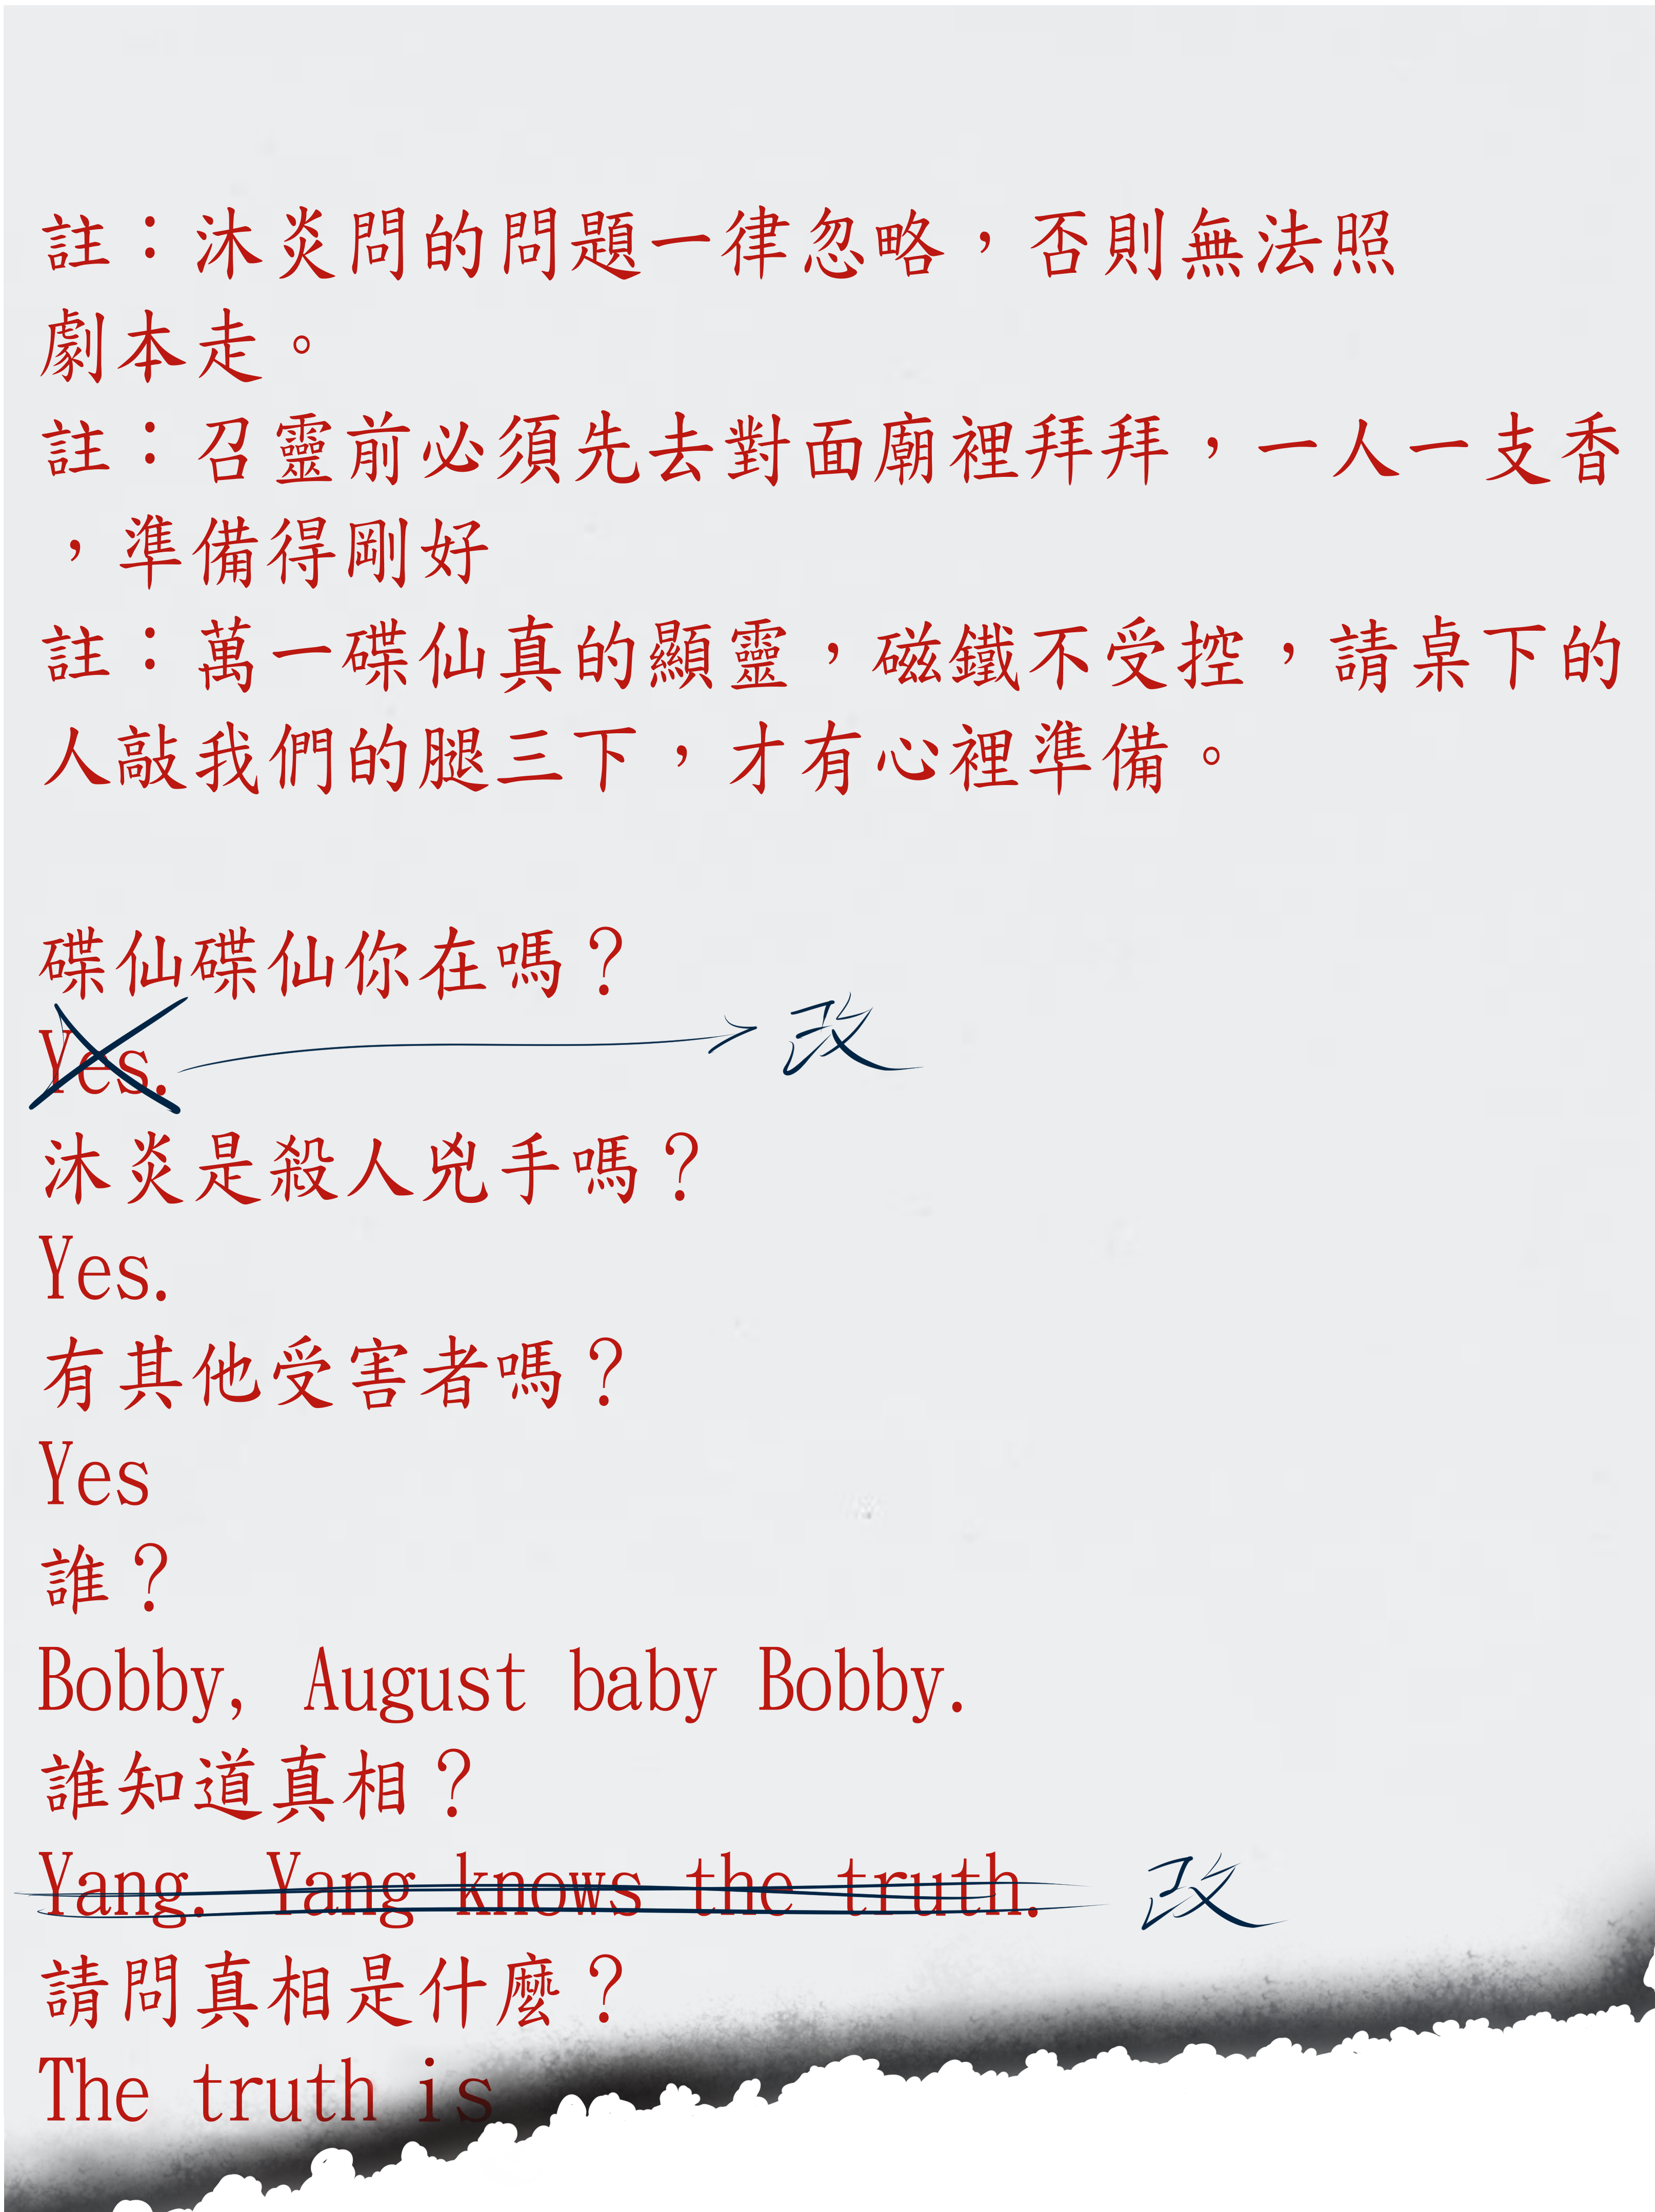 註：沐炎問的問題一律忽略，否則無法照
劇本走。
註：召靈前必須先去對面廟裡拜拜，一人一支香
，準備得剛好
註：萬一碟仙真的顯靈，磁鐵不受控，請桌下的
人敲我們的腿三下，才有心裡準備。
碟仙碟仙你在嗎？
Yes. 改
沐炎是殺人兇手嗎？
Yes.
有其他受害者嗎？
Yes
誰？
Bobby, August baby Bobby.
誰知道真相？
Yang. Yang knows the truth. 改
請問真相是什麼？
The truth is